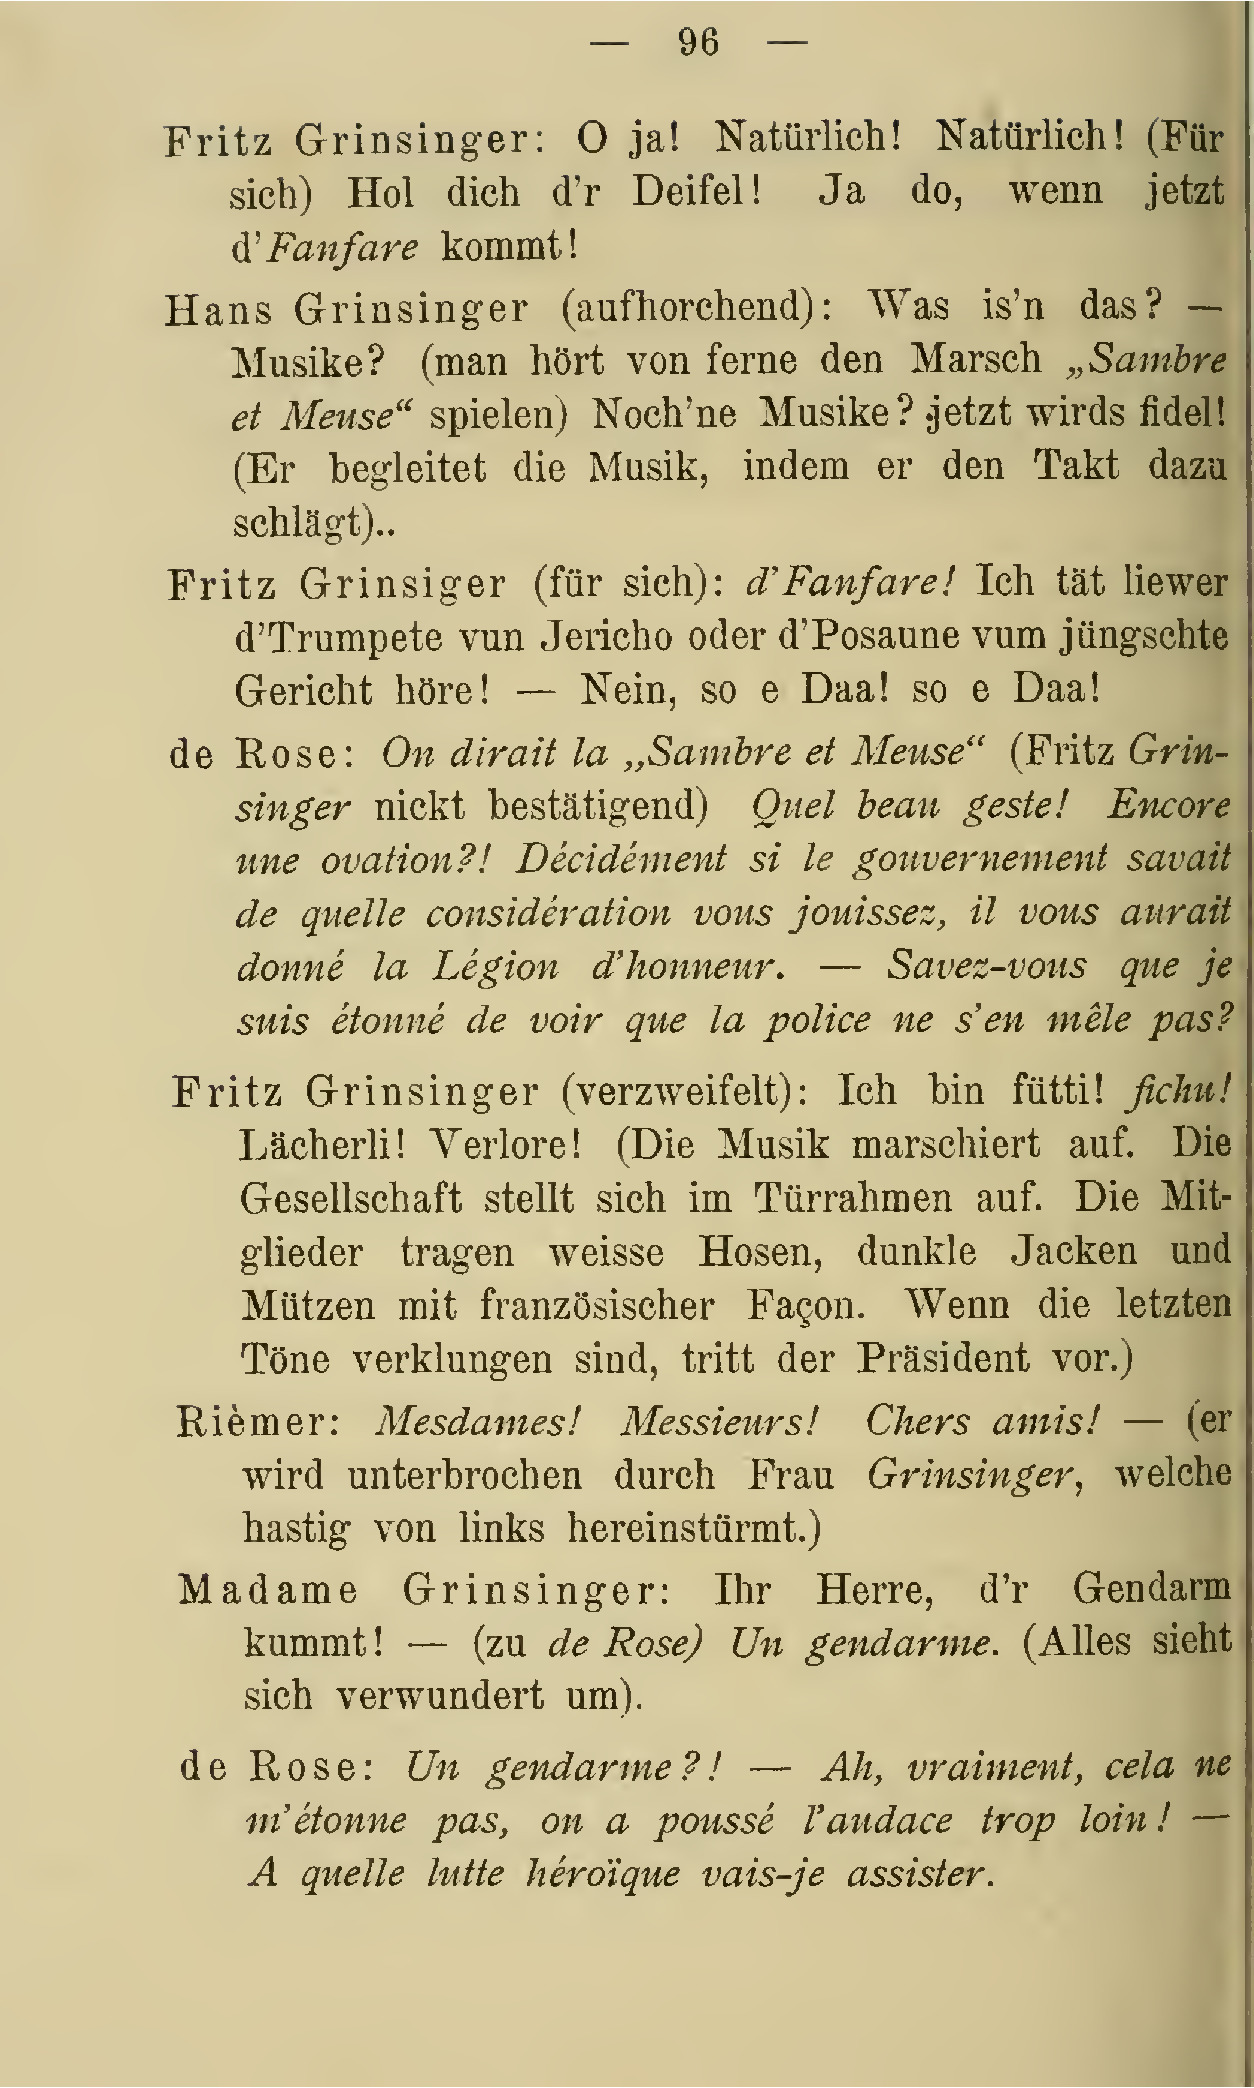 — 96 —
Fritz Grinsinger: O ja! Natürlich! Natürlich! (Für
sich) Hol dich d'r Deifel! Ja do, wenn jetzt
d'Fanfare kommt!
Hans Grinsinger (aufhorchend): Was is'n das? —
Musike? (man hört von ferne den Marsch „Sambre
et Meuse“ spielen) Noch'ne Musike? jetzt wirds fidel!
(Er begleitet die Musik, indem er den Takt dazu
schlägt)..
Fritz Grinsiger (für sich): d'Fanfare! Ich tät liewer
d'Trumpete vun Jericho oder d'Posaune vum jüngschte
Gericht höre! — Nein, so e Daa! so e Daa!
de Rose: On dirait la „Sambre et Meuse“ (Fritz Grin-
singer nickt bestätigend) Quel beau geste! Encore
une ovation?! Décidément si le gouvernement savait
de quelle considération vous jouissez, il vous aurait
donné la Légion d'honneur. — Savez-vous que je
suis étonné de voir que la police ne s'en mêle pas?
Fritz Grinsinger (verzweifelt): Ich bin fütti! fichu!
Lächerli! Verlore! (Die Musik marschiert auf. Die
Gesellschaft stellt sich im Türrahmen auf. Die Mit-
glieder tragen weisse Hosen, dunkle Jacken und
Mützen mit französischer Façon. Wenn die letzten
Töne verklungen sind, tritt der Präsident vor.)
Rièmer: Mesdames! Messieurs! Chers amis! — (er
wird unterbrochen durch Frau Grinsinger, welche
hastig von links hereinstürmt.)
Madame Grinsinger: Ihr Herre, d'r Gendarm
kummt! — (zu de Rose) Un gendarme. (Alles sieht
sich verwundert um).
de Rose: Un gendarme?! — Ah, vraiment, cela ne
m'étonne pas, on a poussé l'audace trop loin! —
A quelle lutte héroïque vais-je assister.